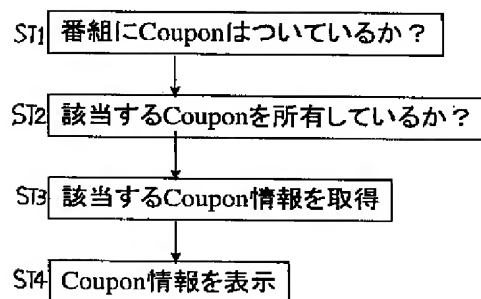 ST1 番組にCouponはついているか？
ST2 該当するCouponを所有しているか？
ST3 該当するCoupon情報を取得
ST4 Coupon情報を表示